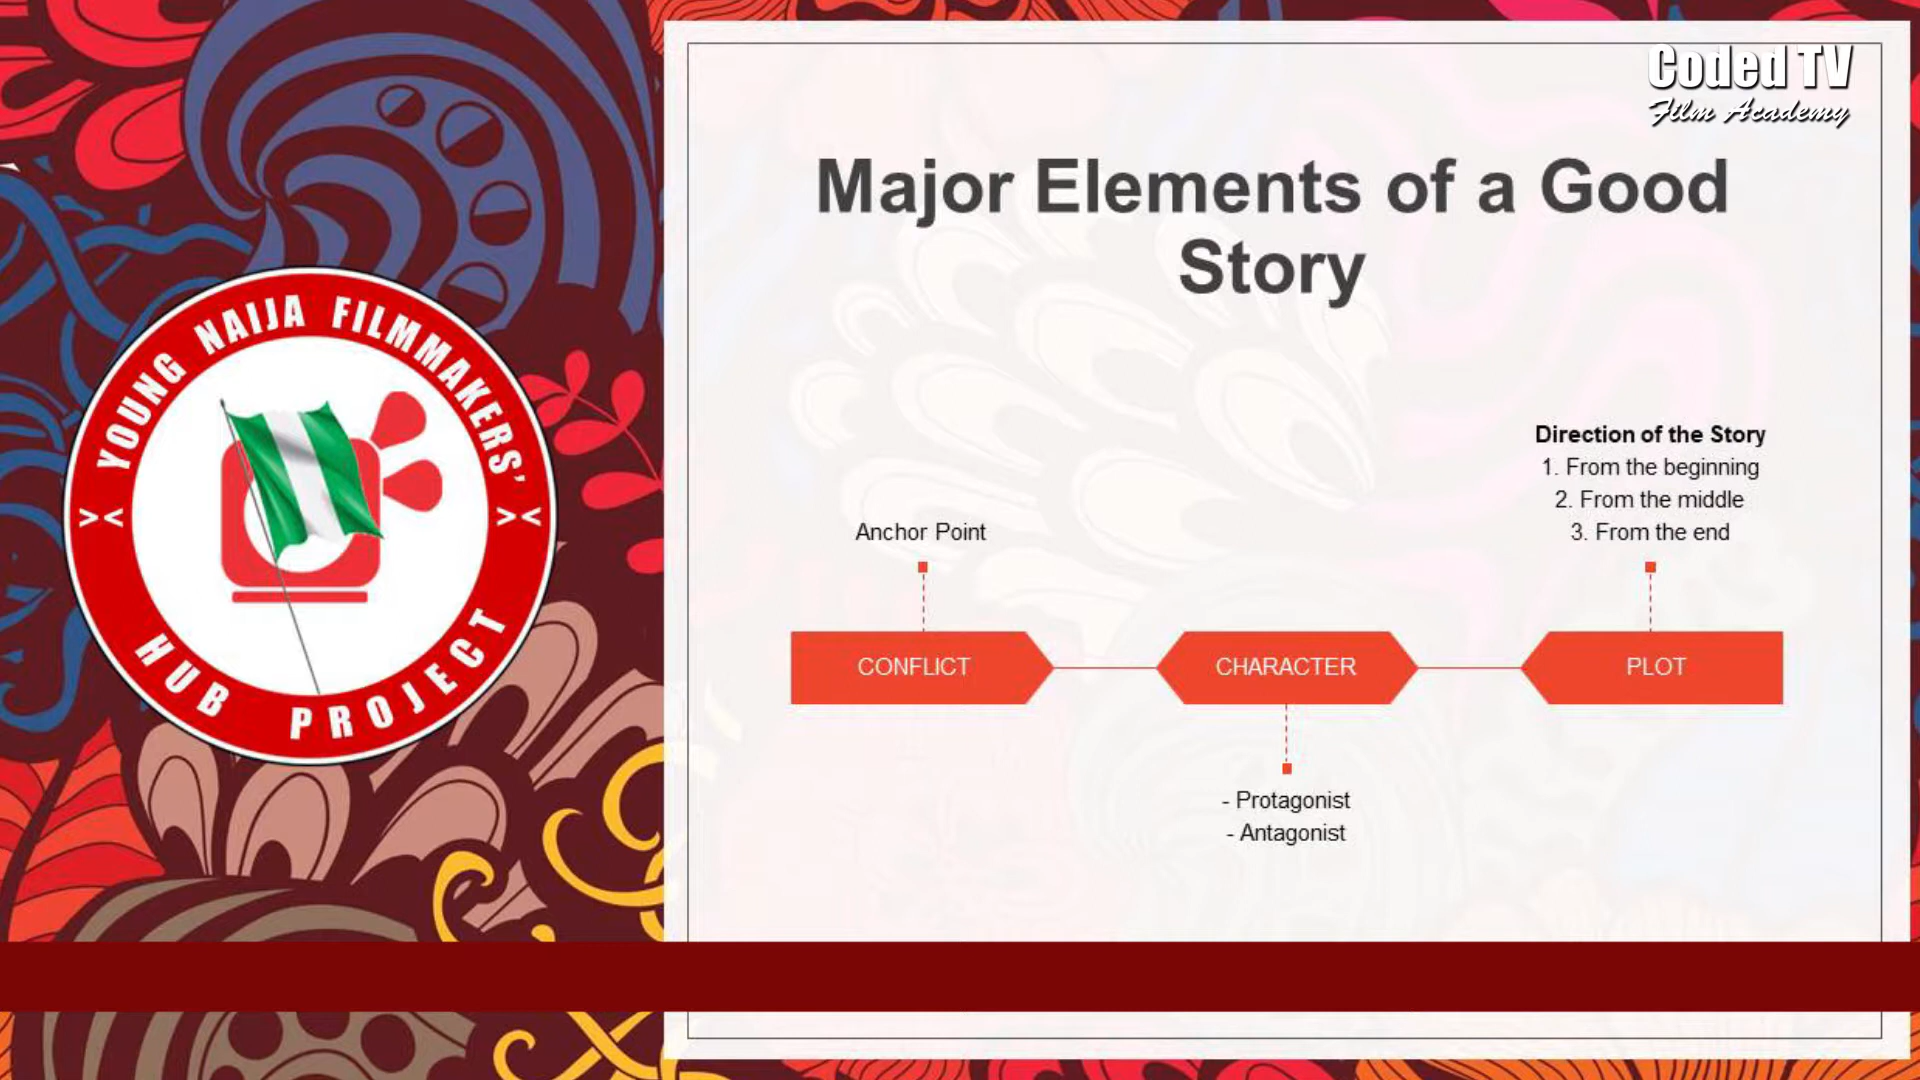 Coded TV
Film Academy
YOUNG NAIJA FILMMAKERS'
HUB PROJECT
Major Elements of a Good
Story
Direction of the Story
1. From the beginning
2. From the middle
3. From the end
Anchor Point
CONFLICT
CHARACTER
PLOT
- Protagonist
- Antagonist